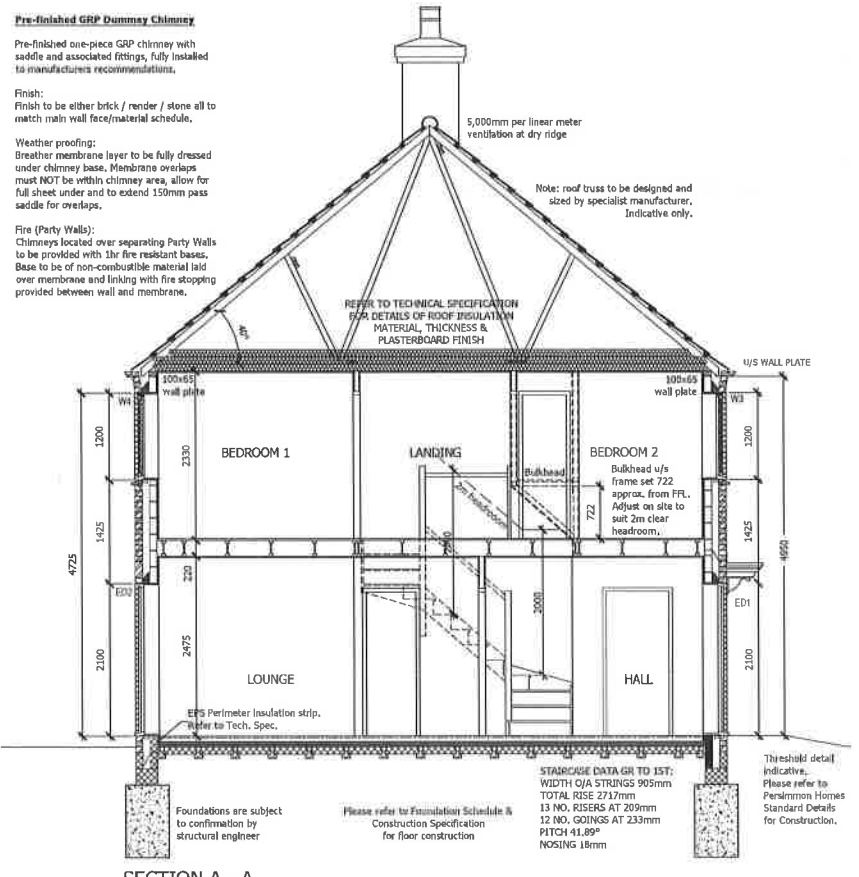 Pre-finished GRP Dummey Chimney
Pre-finished one-piece GRP chimney with
saddle and associated fittings, fully installed
to manufacturers recommendations.
Finish:
Finish to be either brick / render / stone all to
match main wall face/material schedule.
Weather proofing:
Breather membrane layer to be fully dressed
under chimney base. Membrane overlaps
must NOT be within chimney area, allow for
full sheet under and to extend 150mm pass
saddle for overlaps.
Fire (Party Walls):
Chimneys located over separating Party Walls
to be provided with 1hr fire resistant bases.
Base to be of non-combustible material laid
over membrane and linking with fire stopping
provided between wall and membrane.
5,000mm per linear meter
ventilation at dry ridge
Note: roof truss to be designed and
sized by specialist manufacturer.
Indicative only.
REFER TO TECHNICAL SPECIFICATION
FOR DETAILS OF ROOF INSULATION
MATERIAL, THICKNESS &
PLASTERBOARD FINISH
40°
U/S WALL PLATE
100x65
wall plate
100x65
wall plate
W4
W3
1200
2330
BEDROOM 1
LANDING
BEDROOM 2
1200
Bulkhead
Bulkhead u/s
frame set 722
approx. from FFL.
Adjust on site to
suit 2m clear
headroom.
2m headroom
722
1425
1425
4725
4950
220
2000
ED2
ED1
2100
2475
2100
LOUNGE
HALL
EPS Perimeter insulation strip.
Refer to Tech. Spec.
STAIRCASE DATA GR TO 1ST:
WIDTH O/A STRINGS 905mm
TOTAL RISE 2717mm
13 NO. RISERS AT 209mm
12 NO. GOINGS AT 233mm
PITCH 41.89°
NOSING 18mm
Threshold detail
indicative.
Please refer to
Persimmon Homes
Standard Details
for Construction.
Foundations are subject
to confirmation by
structural engineer
Please refer to Foundation Schedule &
Construction Specification
for floor construction
SECTION A - A